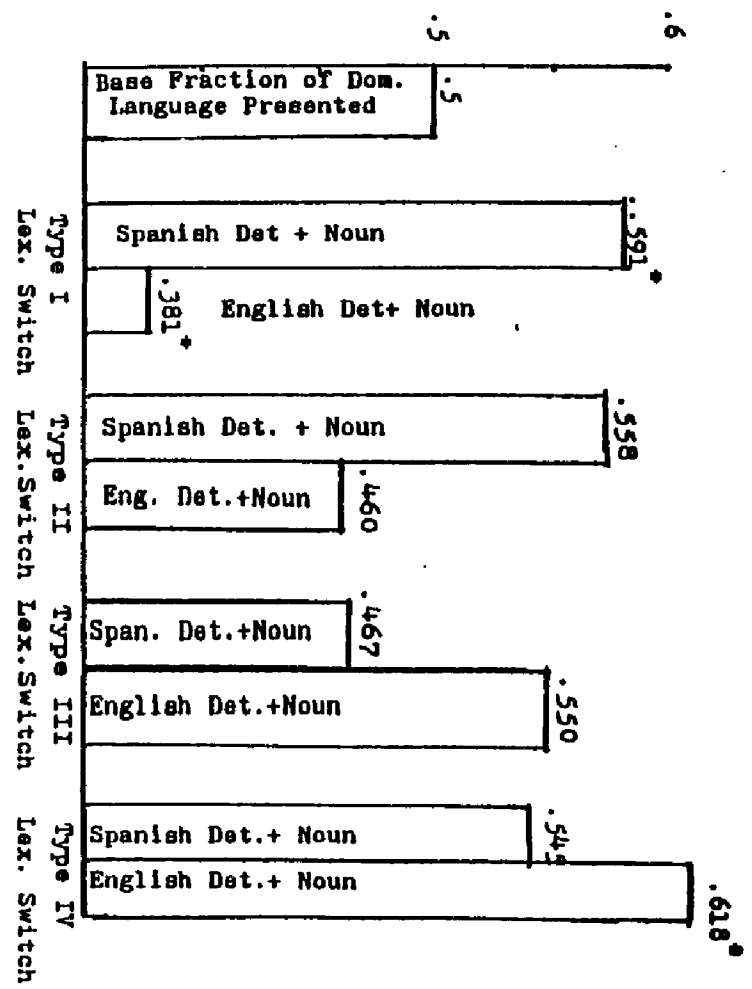 .5
.6
Base Fraction of Dom.
Language Presented
.5
Spanish Det + Noun
.591*
English Det+ Noun
.381*
Type I
Lex. Switch
Spanish Det. + Noun
.558
Eng. Det.+Noun
.460
Type II
Lex.Switch
Span. Det.+Noun
.467
English Det.+Noun
.550
Type III
Lex.Switch
Spanish Det.+ Noun
English Det.+ Noun
.618*
Type IV
Lex. Switch